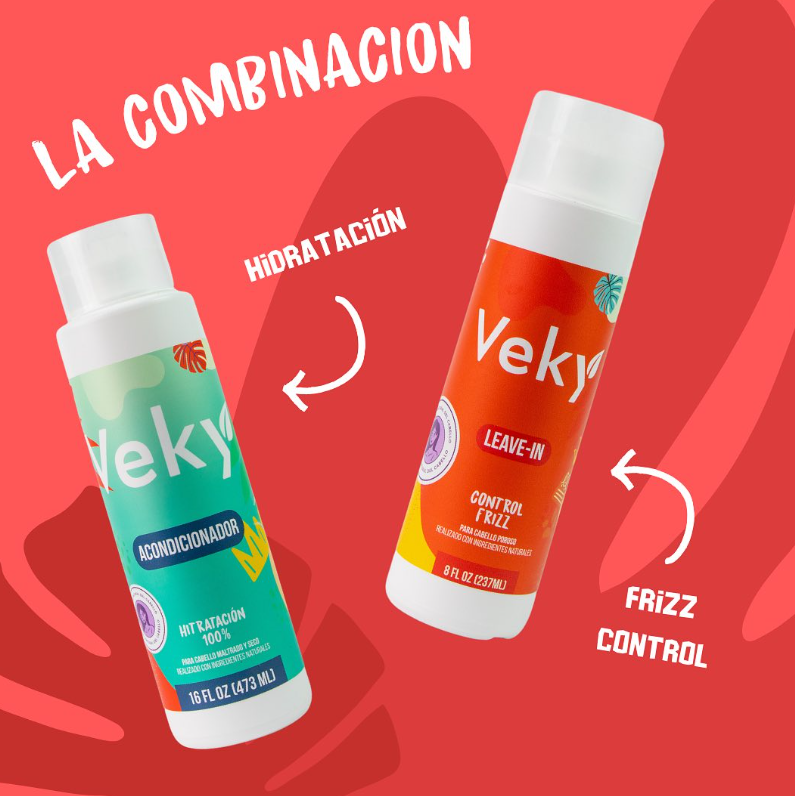 LA COMBINACION
HiDRATACiÓN
Veky
ACONDICIONADOR
HITRATACIÓN
100%
PARA CABELLO MALTRADO Y SECO
REALIZADO CON INGREDIENTES NATURALES
16 FL OZ (473 ML)
Veky
LEAVE-IN
CONTROL
FRIZZ
PARA CABELLO POROSO
REALIZADO CON INGREDIENTES NATURALES
8 FL OZ (237ML)
FRiZZ
CONTROL